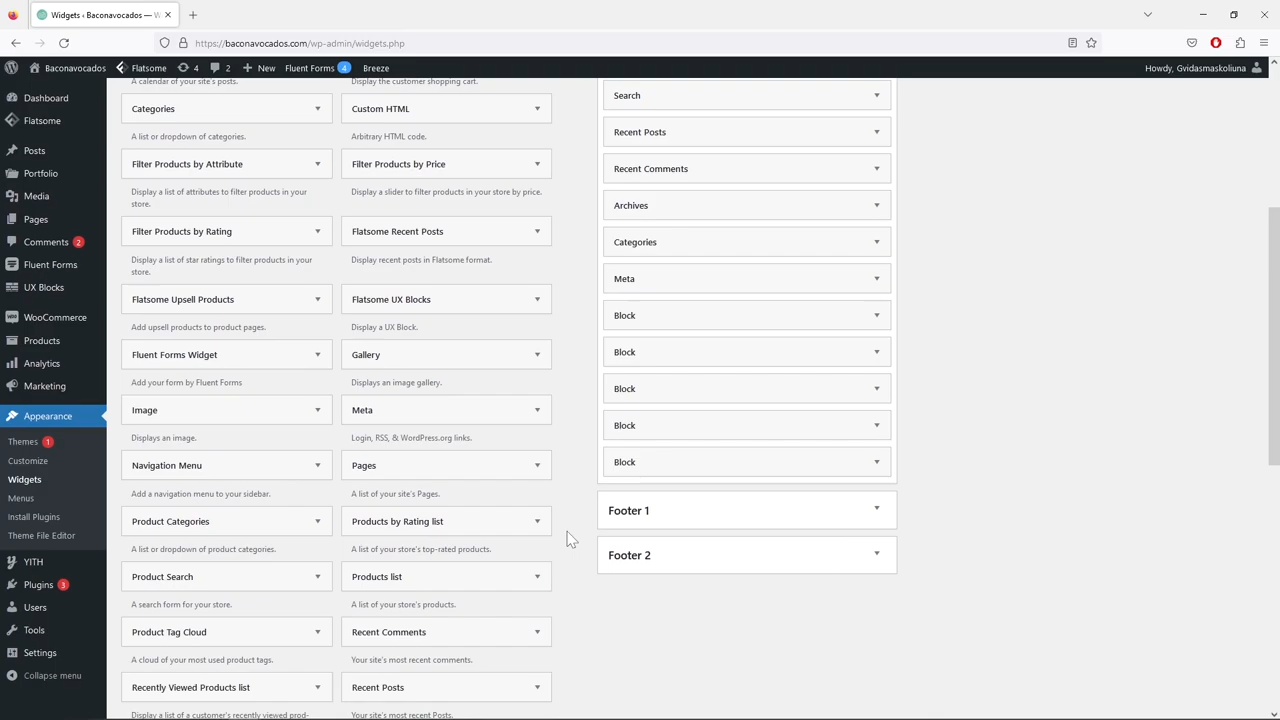 Widgets ‹ Baconavocados — W
https://baconavocados.com/wp-admin/widgets.php
Baconavocados
Flatsome
4
2
New
Fluent Forms 4
Breeze
Howdy, Gvidasmaskoliuna
Dashboard
Flatsome
Posts
Portfolio
Media
Pages
Comments 2
Fluent Forms
UX Blocks
WooCommerce
Products
Analytics
Marketing
Appearance
Themes 1
Customize
Widgets
Menus
Install Plugins
Theme File Editor
YITH
Plugins 3
Users
Tools
Settings
Collapse menu
A calendar of your site's posts.
Display the customer shopping cart.
Categories
Custom HTML
A list or dropdown of categories.
Arbitrary HTML code.
Filter Products by Attribute
Filter Products by Price
Display a list of attributes to filter products in your
store.
Display a slider to filter products in your store by price.
Filter Products by Rating
Flatsome Recent Posts
Display a list of star ratings to filter products in your
store.
Display recent posts in Flatsome format.
Flatsome Upsell Products
Flatsome UX Blocks
Add upsell products to product pages.
Display a UX Block.
Fluent Forms Widget
Gallery
Add your form by Fluent Forms
Displays an image gallery.
Image
Meta
Displays an image.
Login, RSS, & WordPress.org links.
Navigation Menu
Pages
Add a navigation menu to your sidebar.
A list of your site's Pages.
Product Categories
Products by Rating list
A list or dropdown of product categories.
A list of your store's top-rated products.
Product Search
Products list
A search form for your store.
A list of your store's products.
Product Tag Cloud
Recent Comments
A cloud of your most used product tags.
Your site's most recent comments.
Recently Viewed Products list
Recent Posts
Display a list of a customer's recently viewed prod-
Your site's most recent Posts.
Search
Recent Posts
Recent Comments
Archives
Categories
Meta
Block
Block
Block
Block
Block
Footer 1
Footer 2